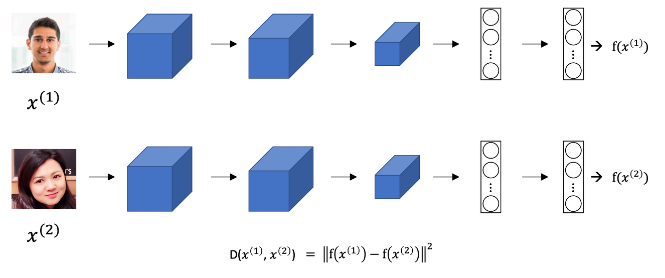 f(x⁽¹⁾)
x⁽¹⁾
f(x⁽²⁾)
x⁽²⁾
D(x⁽¹⁾, x⁽²⁾) = ‖f(x⁽¹⁾) − f(x⁽²⁾)‖²